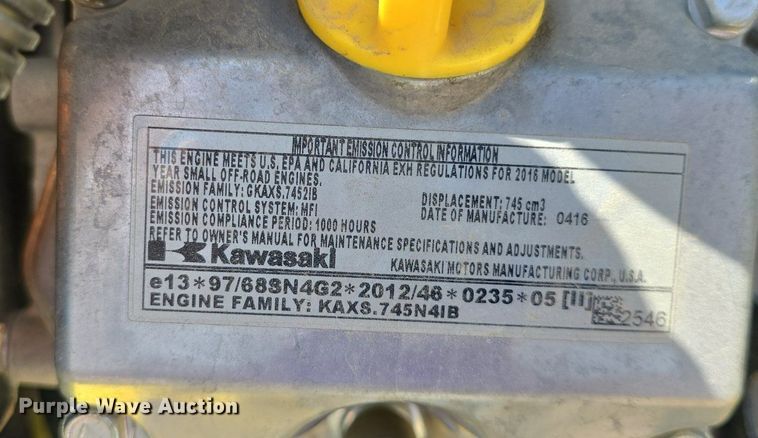 IMPORTANT EMISSION CONTROL INFORMATION
THIS ENGINE MEETS U.S. EPA AND CALIFORNIA EXH REGULATIONS FOR 2016 MODEL
YEAR SMALL OFF-ROAD ENGINES.
EMISSION FAMILY: GKAXS.7452IB DISPLACEMENT: 745 cm3
EMISSION CONTROL SYSTEM: MFI DATE OF MANUFACTURE: 0416
EMISSION COMPLIANCE PERIOD: 1000 HOURS
REFER TO OWNER'S MANUAL FOR MAINTENANCE SPECIFICATIONS AND ADJUSTMENTS.
Kawasaki KAWASAKI MOTORS MANUFACTURING CORP., U.S.A.
e13*97/68SN4G2*2012/46*0235*05 [II]
ENGINE FAMILY: KAXS.745N4IB 2546
Purple Wave Auction